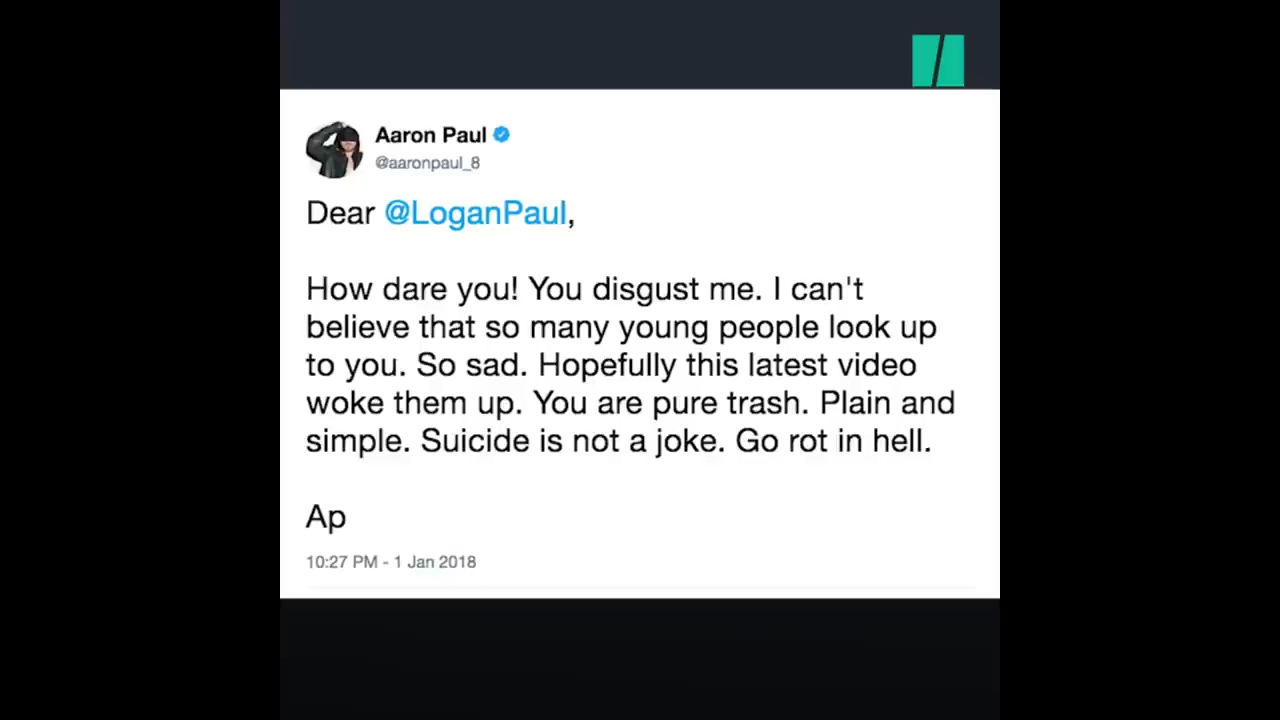 Aaron Paul
@aaronpaul_8
Dear @LoganPaul,
How dare you! You disgust me. I can't
believe that so many young people look up
to you. So sad. Hopefully this latest video
woke them up. You are pure trash. Plain and
simple. Suicide is not a joke. Go rot in hell.
Ap
10:27 PM - 1 Jan 2018